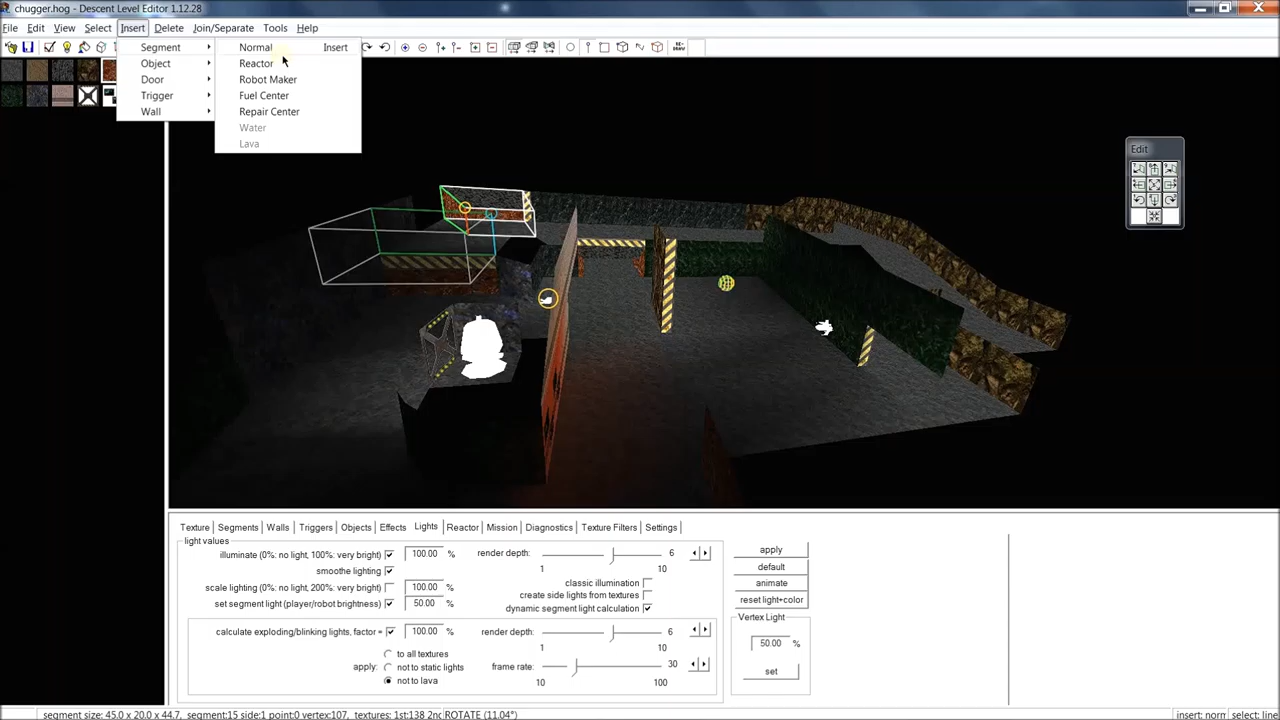 chugger.hog - Descent Level Editor 1.12.28
File Edit View Select Insert Delete Join/Separate Tools Help
Segment
Object
Door
Trigger
Wall
Normal Insert
Reactor
Robot Maker
Fuel Center
Repair Center
Water
Lava
Edit
Texture Segments Walls Triggers Objects Effects Lights Reactor Mission Diagnostics Texture Filters Settings
light values
illuminate (0%: no light, 100%: very bright) 100.00 %
smoothe lighting
scale lighting (0%: no light, 200%: very bright) 100.00 %
set segment light (player/robot brightness) 50.00 %
render depth: 6
1 10
classic illumination
create side lights from textures
dynamic segment light calculation
calculate exploding/blinking lights, factor = 100.00 %
apply:
to all textures
not to static lights
not to lava
render depth: 6
1 10
frame rate: 30
10 100
apply
default
animate
reset light+color
Vertex Light
50.00 %
set
segment size: 45.0 x 20.0 x 44.7, segment:15 side:1 point:0 vertex:107, textures: 1st:138 2nd ROTATE (11.04°) insert: norm select: line